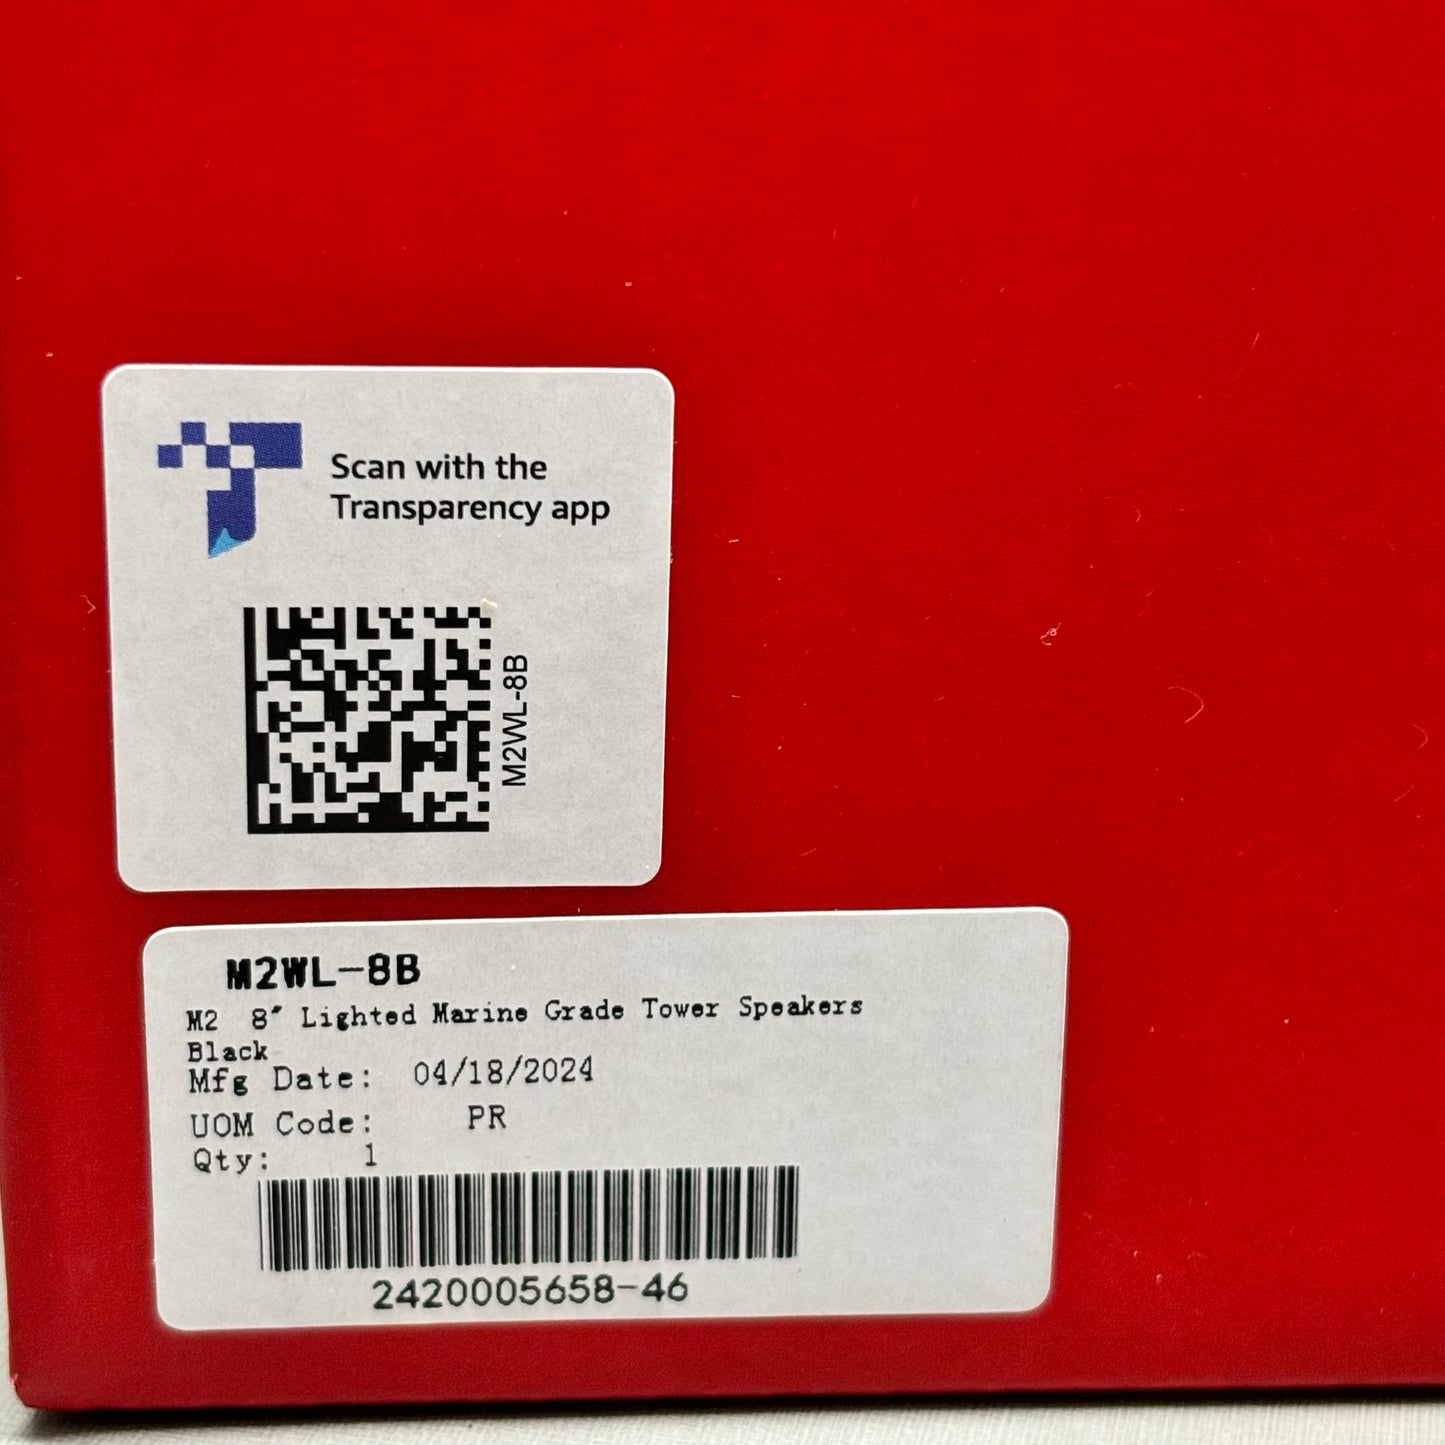 Scan with the
Transparency app
M2WL-8B
M2WL-8B
M2 8" Lighted Marine Grade Tower Speakers
Black
Mfg Date: 04/18/2024
UOM Code: PR
Qty: 1
2420005658-46